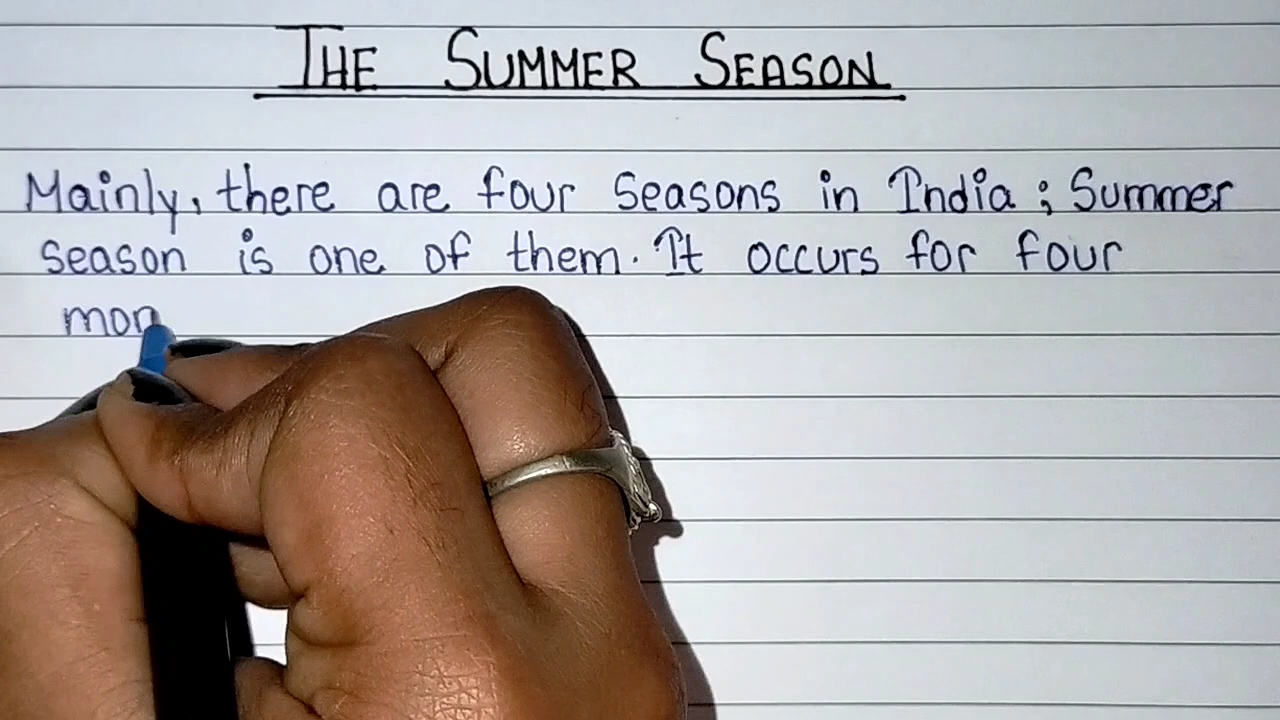 THE SUMMER SEASON
Mainly, there are four seasons in India; Summer
season is one of them. It occurs for four
mon